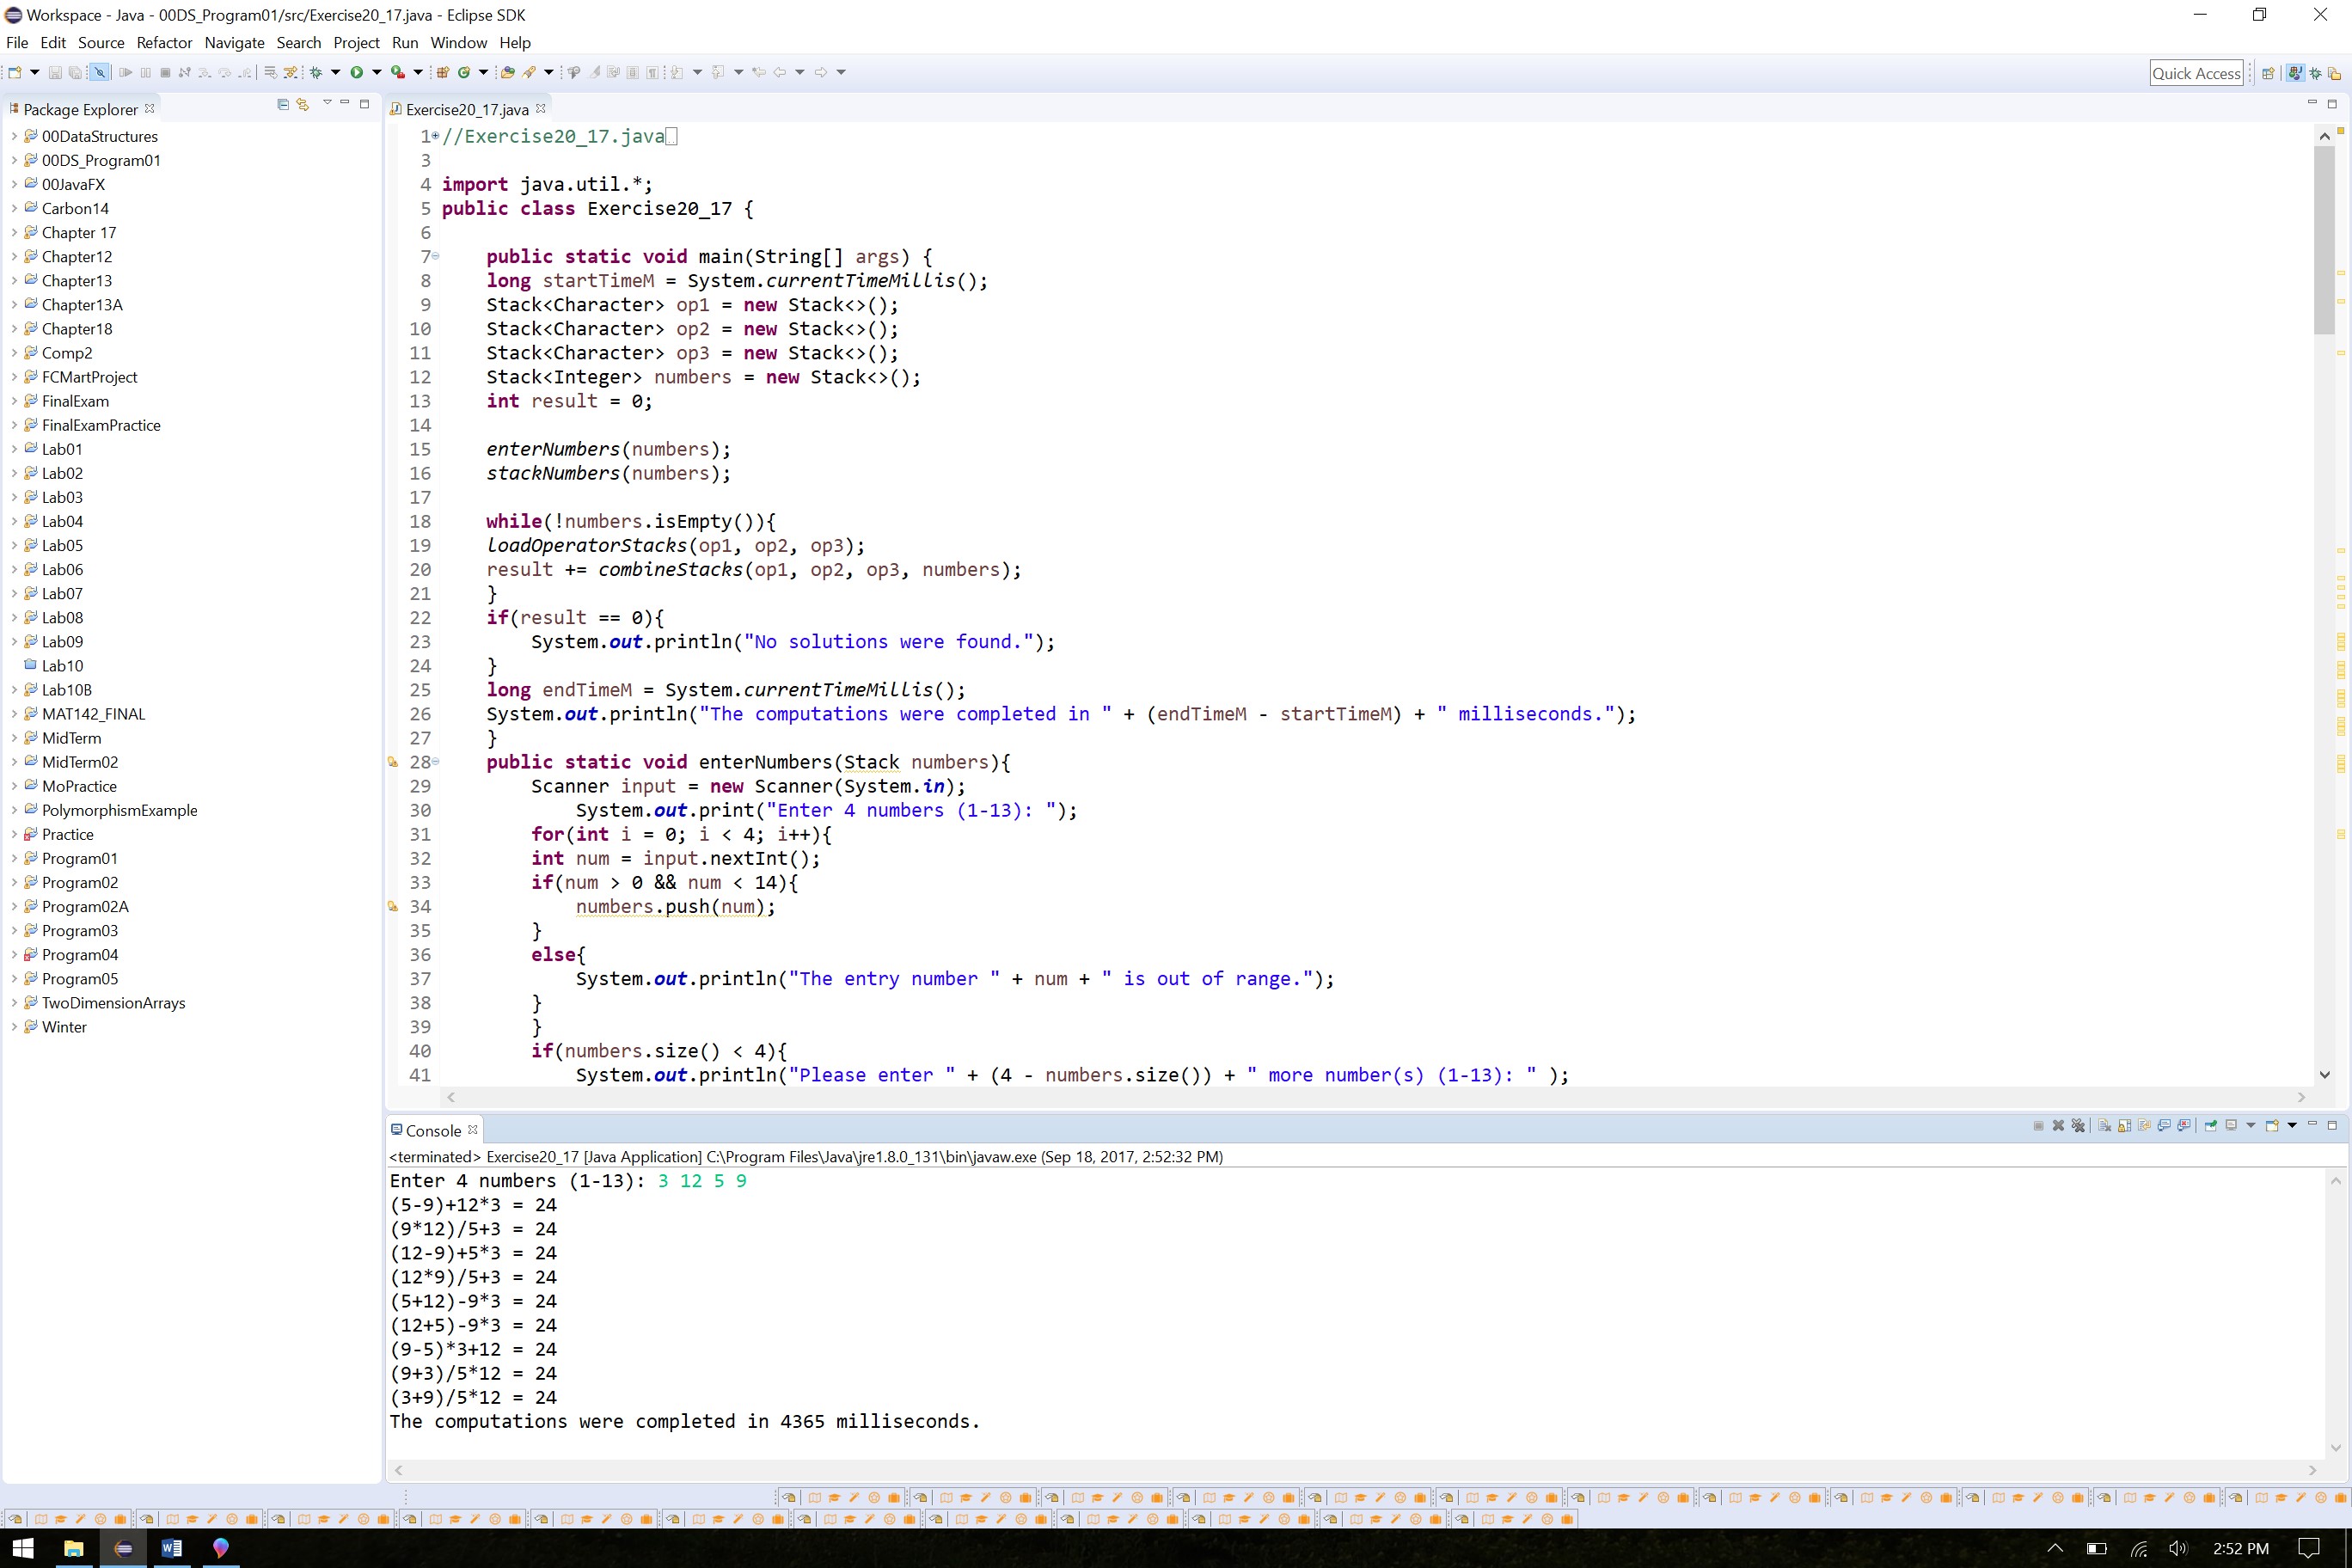 Workspace - Java - 00DS_Program01/src/Exercise20_17.java - Eclipse SDK
File Edit Source Refactor Navigate Search Project Run Window Help
Quick Access
Package Explorer
00DataStructures
00DS_Program01
00JavaFX
Carbon14
Chapter 17
Chapter12
Chapter13
Chapter13A
Chapter18
Comp2
FCMartProject
FinalExam
FinalExamPractice
Lab01
Lab02
Lab03
Lab04
Lab05
Lab06
Lab07
Lab08
Lab09
Lab10
Lab10B
MAT142_FINAL
MidTerm
MidTerm02
MoPractice
PolymorphismExample
Practice
Program01
Program02
Program02A
Program03
Program04
Program05
TwoDimensionArrays
Winter
Exercise20_17.java
1 //Exercise20_17.java
3
4 import java.util.*;
5 public class Exercise20_17 {
6
7 public static void main(String[] args) {
8 long startTimeM = System.currentTimeMillis();
9 Stack<Character> op1 = new Stack<>();
10 Stack<Character> op2 = new Stack<>();
11 Stack<Character> op3 = new Stack<>();
12 Stack<Integer> numbers = new Stack<>();
13 int result = 0;
14
15 enterNumbers(numbers);
16 stackNumbers(numbers);
17
18 while(!numbers.isEmpty()){
19 loadOperatorStacks(op1, op2, op3);
20 result += combineStacks(op1, op2, op3, numbers);
21 }
22 if(result == 0){
23 System.out.println("No solutions were found.");
24 }
25 long endTimeM = System.currentTimeMillis();
26 System.out.println("The computations were completed in " + (endTimeM - startTimeM) + " milliseconds.");
27 }
28 public static void enterNumbers(Stack numbers){
29 Scanner input = new Scanner(System.in);
30 System.out.print("Enter 4 numbers (1-13): ");
31 for(int i = 0; i < 4; i++){
32 int num = input.nextInt();
33 if(num > 0 && num < 14){
34 numbers.push(num);
35 }
36 else{
37 System.out.println("The entry number " + num + " is out of range.");
38 }
39 }
40 if(numbers.size() < 4){
41 System.out.println("Please enter " + (4 - numbers.size()) + " more number(s) (1-13): " );
Console
<terminated> Exercise20_17 [Java Application] C:\Program Files\Java\jre1.8.0_131\bin\javaw.exe (Sep 18, 2017, 2:52:32 PM)
Enter 4 numbers (1-13): 3 12 5 9
(5-9)+12*3 = 24
(9*12)/5+3 = 24
(12-9)+5*3 = 24
(12*9)/5+3 = 24
(5+12)-9*3 = 24
(12+5)-9*3 = 24
(9-5)*3+12 = 24
(9+3)/5*12 = 24
(3+9)/5*12 = 24
The computations were completed in 4365 milliseconds.
2:52 PM